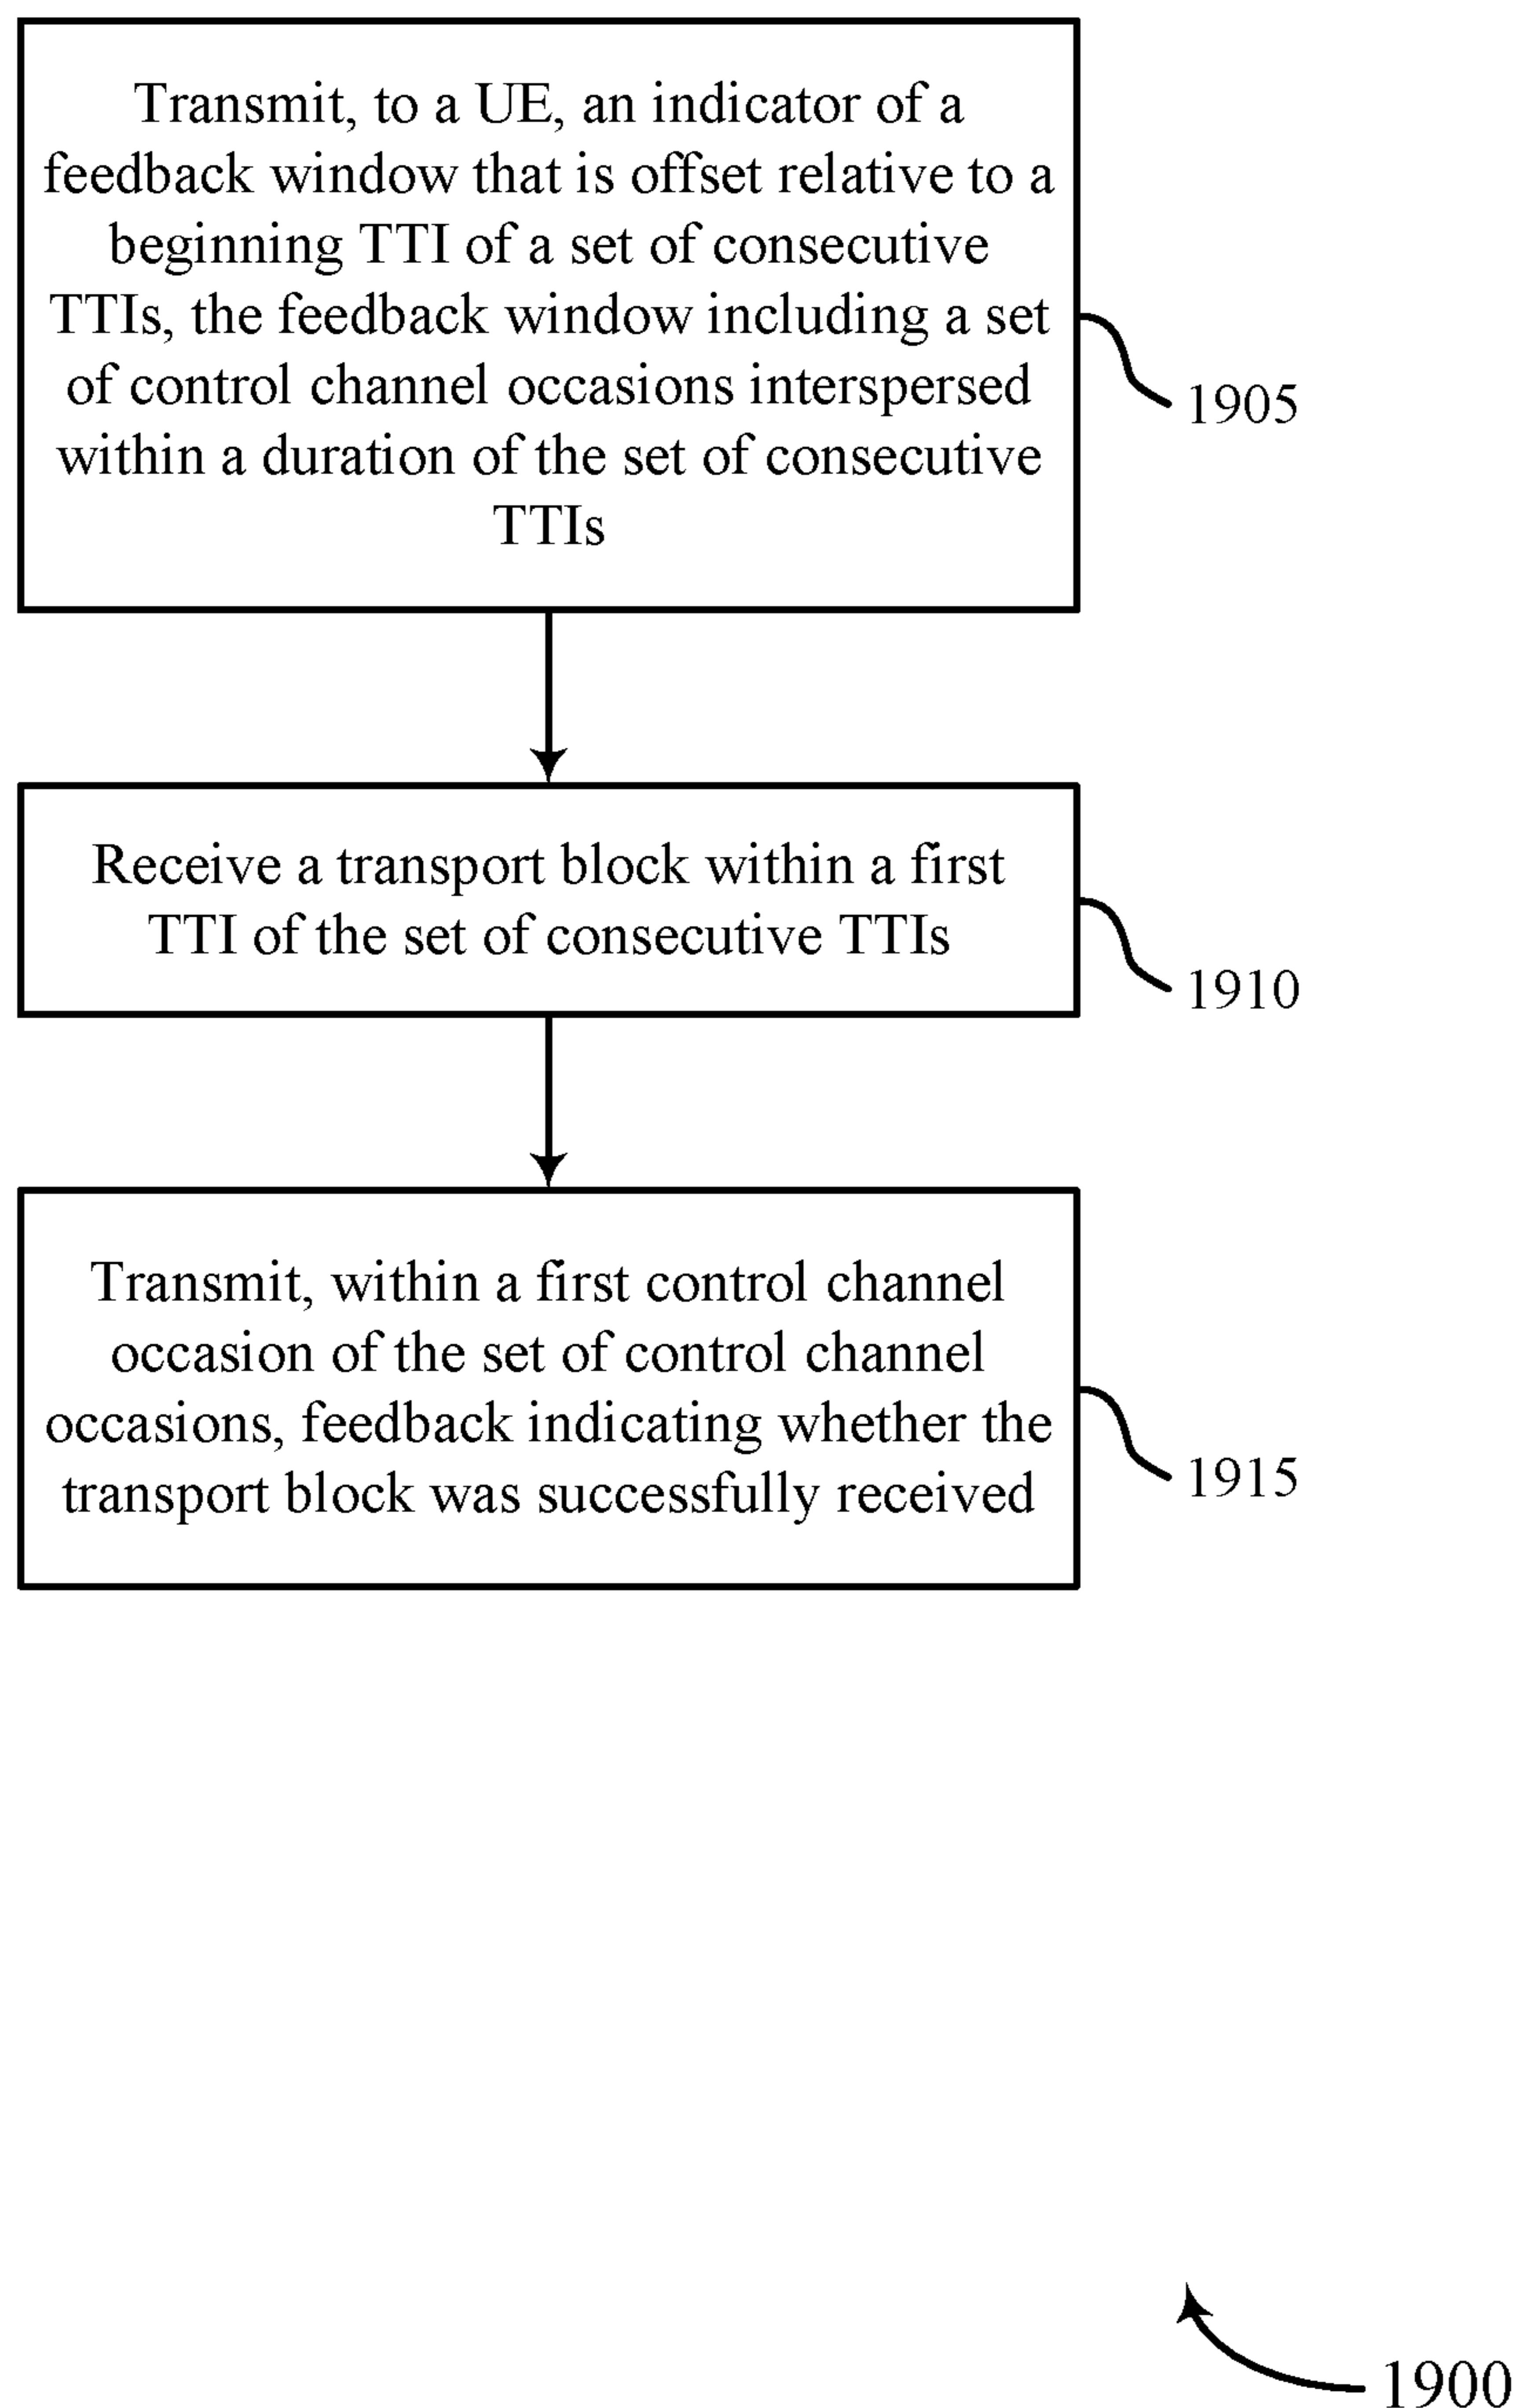 Transmit, to a UE, an indicator of a
feedback window that is offset relative to a
beginning TTI of a set of consecutive
TTIs, the feedback window including a set
of control channel occasions interspersed
within a duration of the set of consecutive
TTIs
1905
Receive a transport block within a first
TTI of the set of consecutive TTIs
1910
Transmit, within a first control channel
occasion of the set of control channel
occasions, feedback indicating whether the
transport block was successfully received
1915
1900